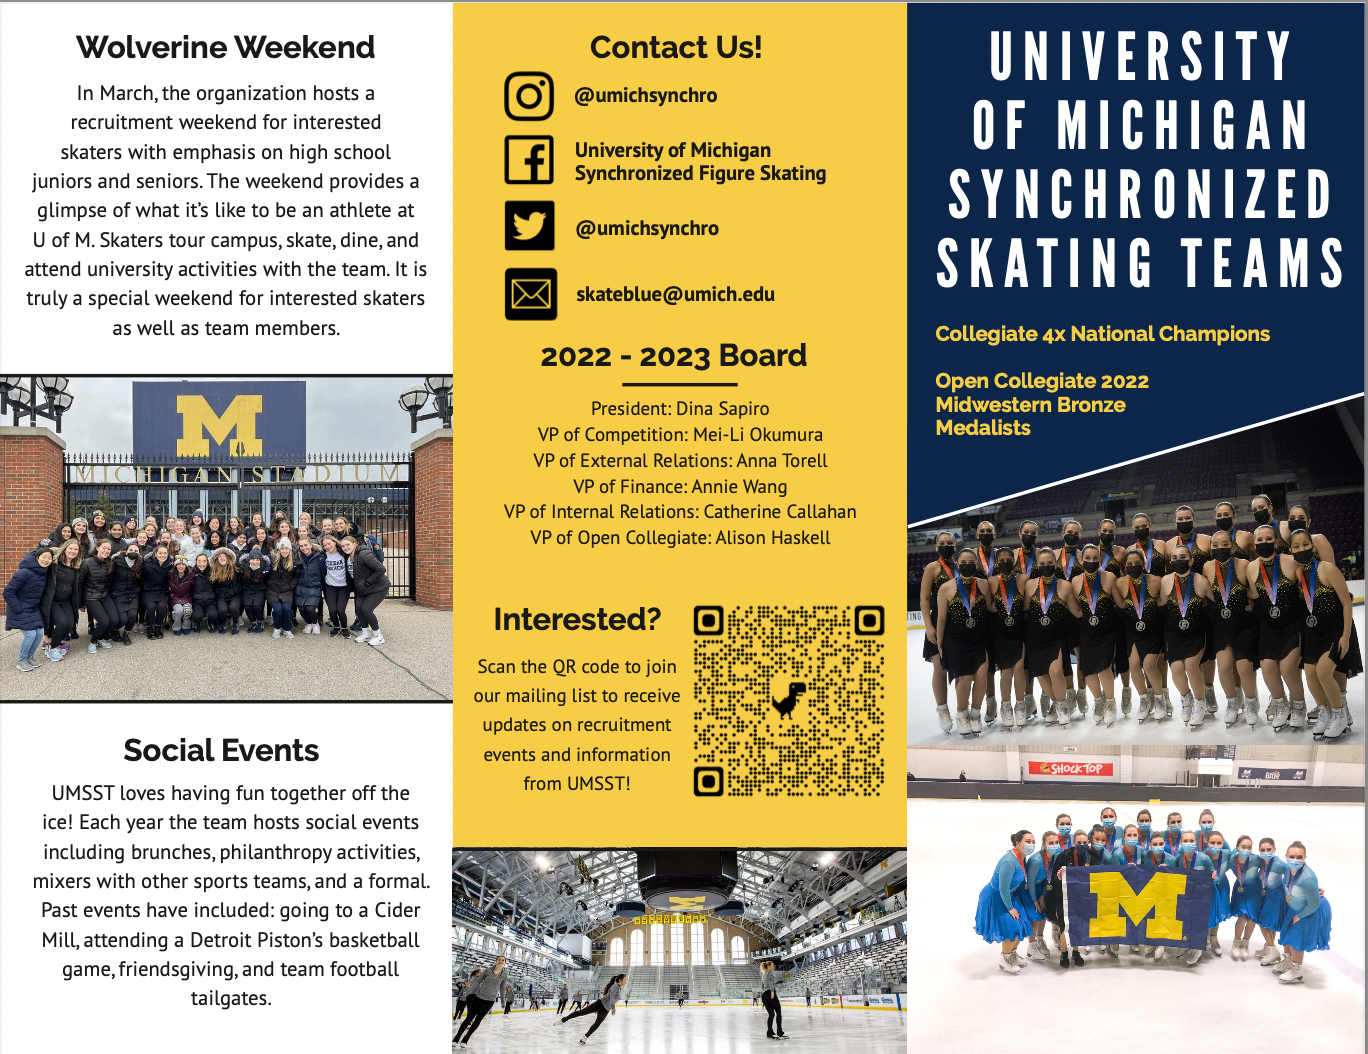 Wolverine Weekend
In March, the organization hosts a
recruitment weekend for interested
skaters with emphasis on high school
juniors and seniors. The weekend provides a
glimpse of what it's like to be an athlete at
U of M. Skaters tour campus, skate, dine, and
attend university activities with the team. It is
truly a special weekend for interested skaters
as well as team members.
M
MICHIGAN STADIUM
Social Events
UMSST loves having fun together off the
ice! Each year the team hosts social events
including brunches, philanthropy activities,
mixers with other sports teams, and a formal.
Past events have included: going to a Cider
Mill, attending a Detroit Piston's basketball
game, friendsgiving, and team football
tailgates.
Contact Us!
@umichsynchro
University of Michigan
Synchronized Figure Skating
@umichsynchro
skateblue@umich.edu
2022 - 2023 Board
President: Dina Sapiro
VP of Competition: Mei-Li Okumura
VP of External Relations: Anna Torell
VP of Finance: Annie Wang
VP of Internal Relations: Catherine Callahan
VP of Open Collegiate: Alison Haskell
Interested?
Scan the QR code to join
our mailing list to receive
updates on recruitment
events and information
from UMSST!
M
UNIVERSITY
OF MICHIGAN
SYNCHRONIZED
SKATING TEAMS
Collegiate 4x National Champions
Open Collegiate 2022
Midwestern Bronze
Medalists
SHOCK TOP
Blue
M